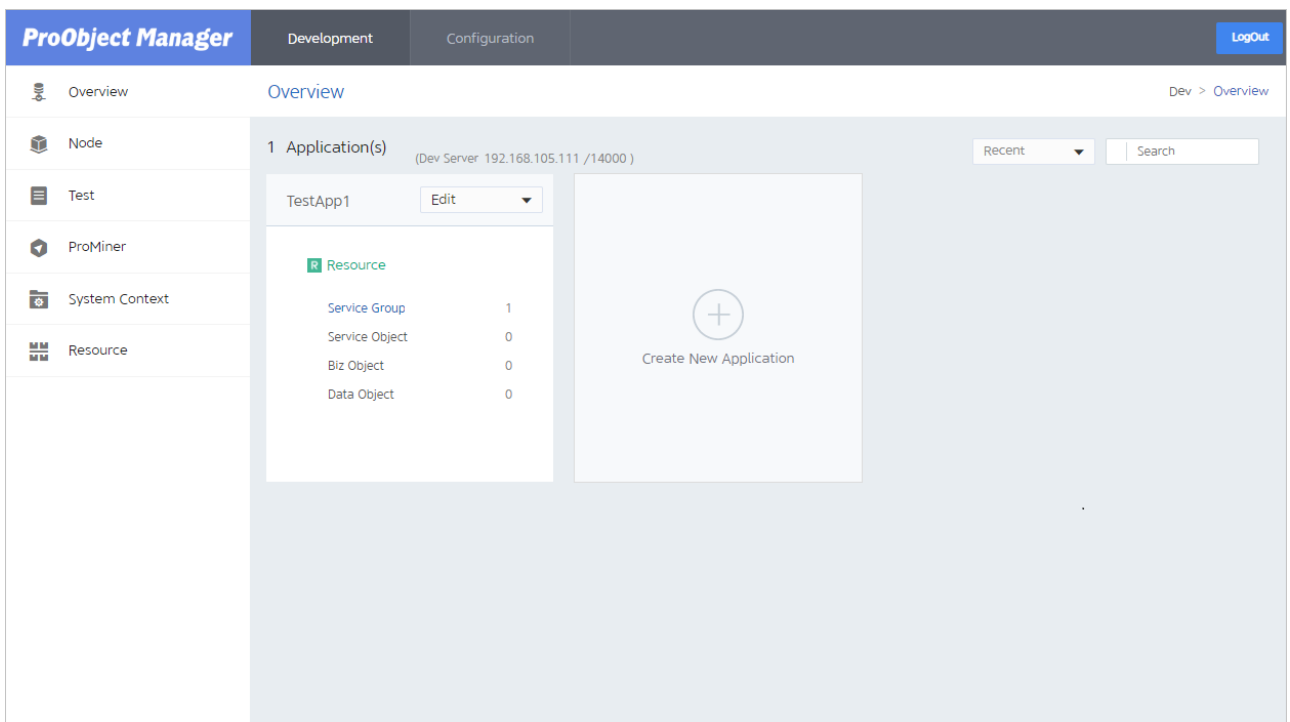 ProObject Manager
Development
Configuration
LogOut
Overview
Node
Test
ProMiner
System Context
Resource
Overview
Dev > Overview
1 Application(s)
(Dev Server 192.168.105.111 /14000 )
Recent
Search
TestApp1
Edit
R Resource
Service Group 1
Service Object 0
Biz Object 0
Data Object 0
Create New Application